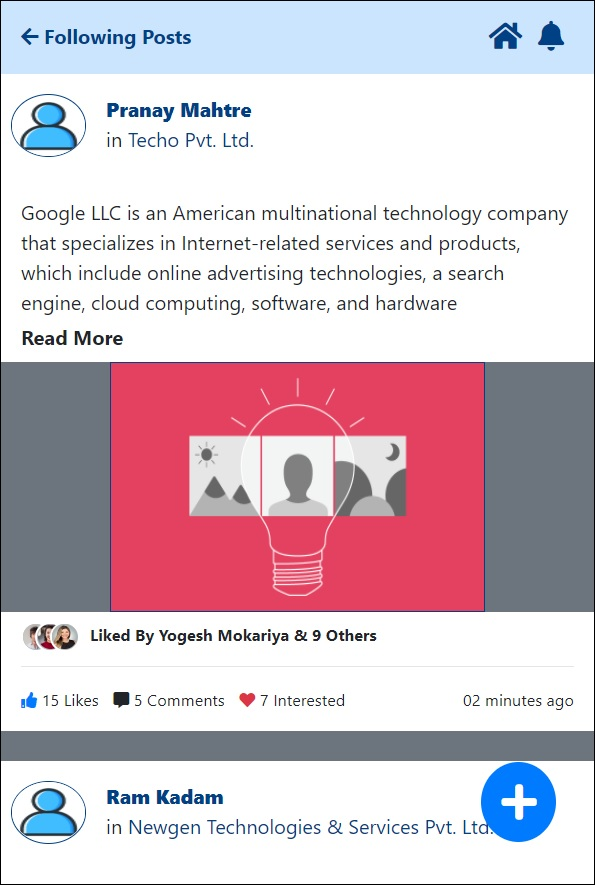 Following Posts
Pranay Mahtre
in Techo Pvt. Ltd.
Google LLC is an American multinational technology company
that specializes in Internet-related services and products,
which include online advertising technologies, a search
engine, cloud computing, software, and hardware
Read More
Liked By Yogesh Mokariya & 9 Others
15 Likes 5 Comments 7 Interested 02 minutes ago
Ram Kadam
in Newgen Technologies & Services Pvt. Ltd.